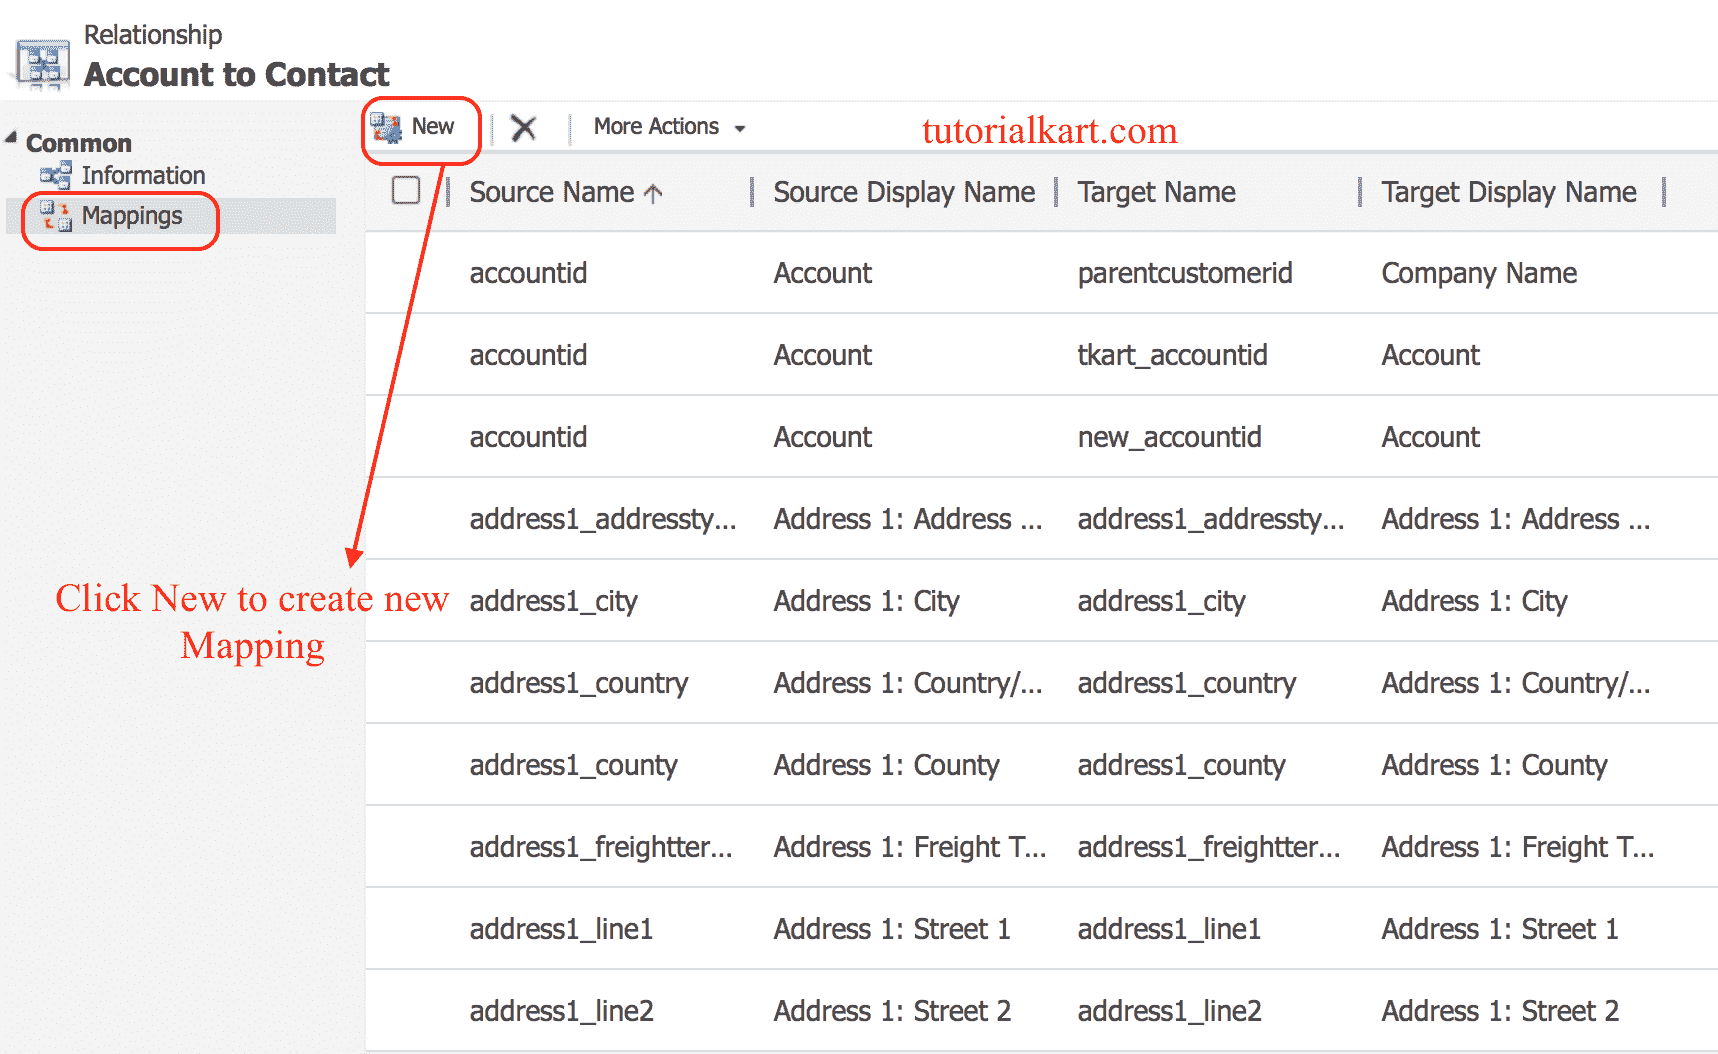 Relationship
Account to Contact
Common
Information
Mappings
New
More Actions
tutorialkart.com
Source Name Source Display Name Target Name Target Display Name
accountid Account parentcustomerid Company Name
accountid Account tkart_accountid Account
accountid Account new_accountid Account
address1_addressty... Address 1: Address ... address1_addressty... Address 1: Address ...
address1_city Address 1: City address1_city Address 1: City
address1_country Address 1: Country/... address1_country Address 1: Country/...
address1_county Address 1: County address1_county Address 1: County
address1_freightter... Address 1: Freight T... address1_freightter... Address 1: Freight T...
address1_line1 Address 1: Street 1 address1_line1 Address 1: Street 1
address1_line2 Address 1: Street 2 address1_line2 Address 1: Street 2
Click New to create new
Mapping